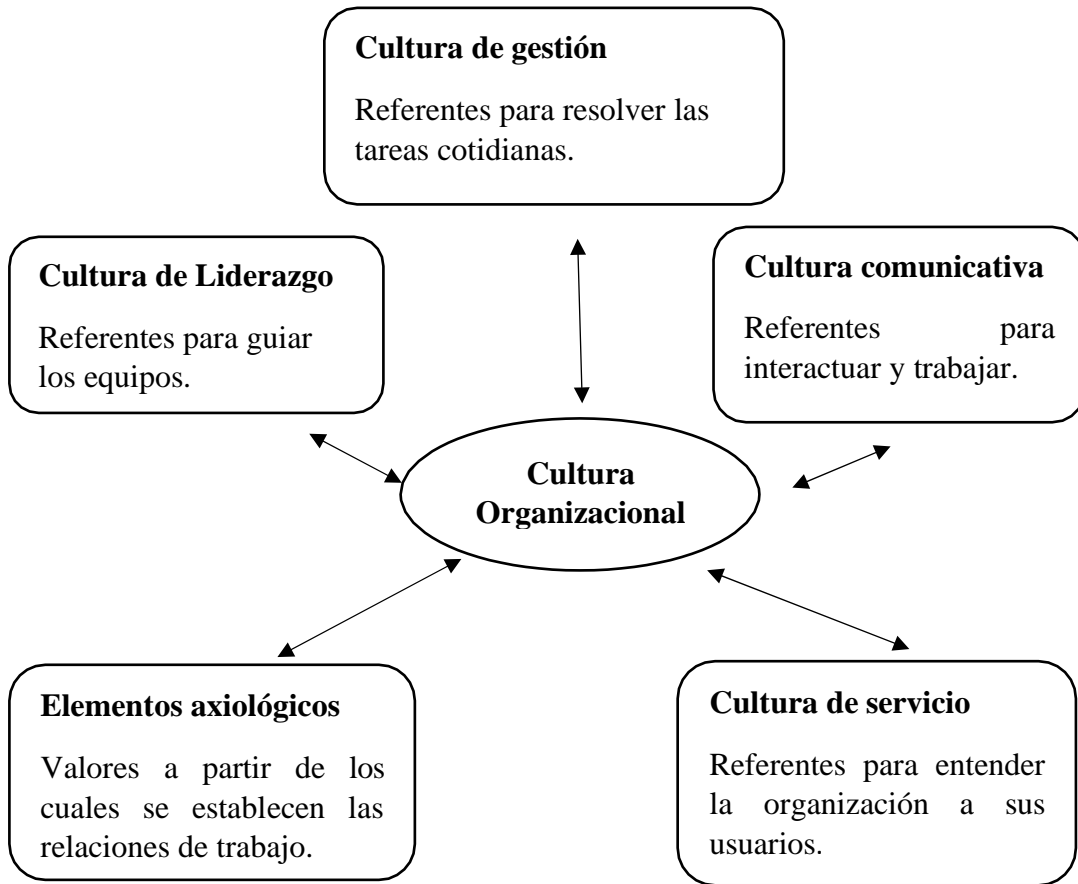 Cultura de gestión
Referentes para resolver las
tareas cotidianas.
Cultura de Liderazgo
Referentes para guiar
los equipos.
Cultura comunicativa
Referentes para
interactuar y trabajar.
Cultura
Organizacional
Elementos axiológicos
Valores a partir de los
cuales se establecen las
relaciones de trabajo.
Cultura de servicio
Referentes para entender
la organización a sus
usuarios.